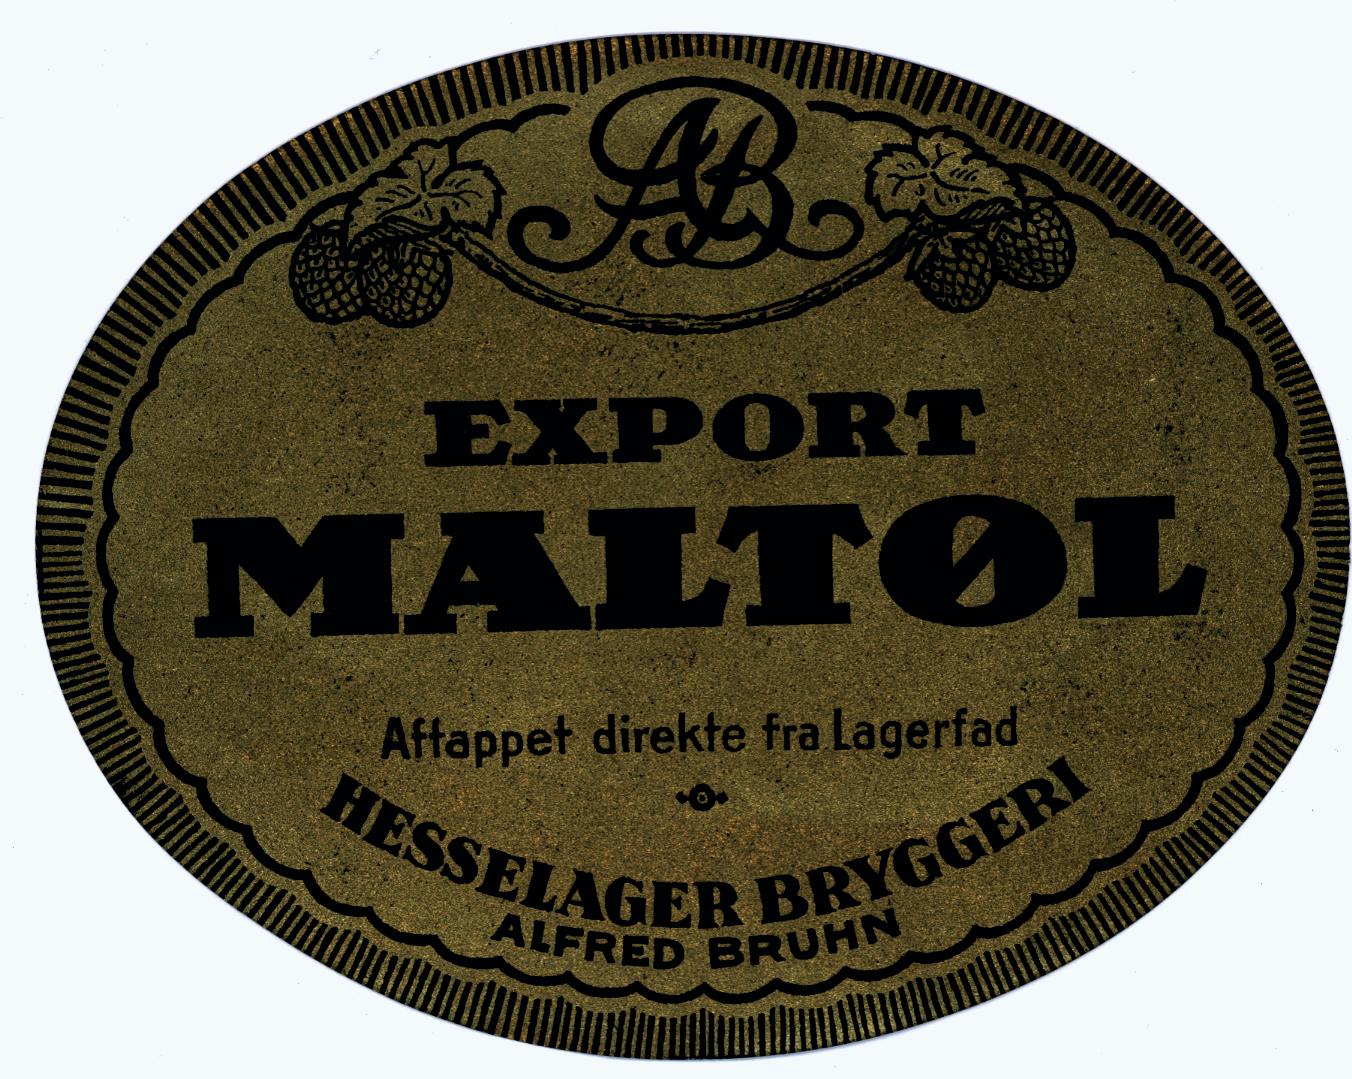 AB
EXPORT
MALTØL
Aftappet direkte fra Lagerfad
HESSELAGER BRYGGERI
ALFRED BRUHN